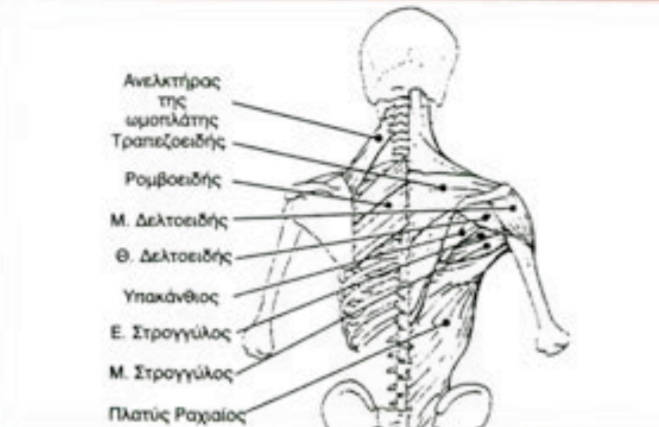 Ανελκτήρας
της
ωμοπλάτης
Τραπεζοειδής
Ρομβοειδής
Μ. Δελτοειδής
Θ. Δελτοειδής
Υπακάνθιος
Ε. Στρογγύλος
Μ. Στρογγύλος
Πλατύς Ραχιαίος